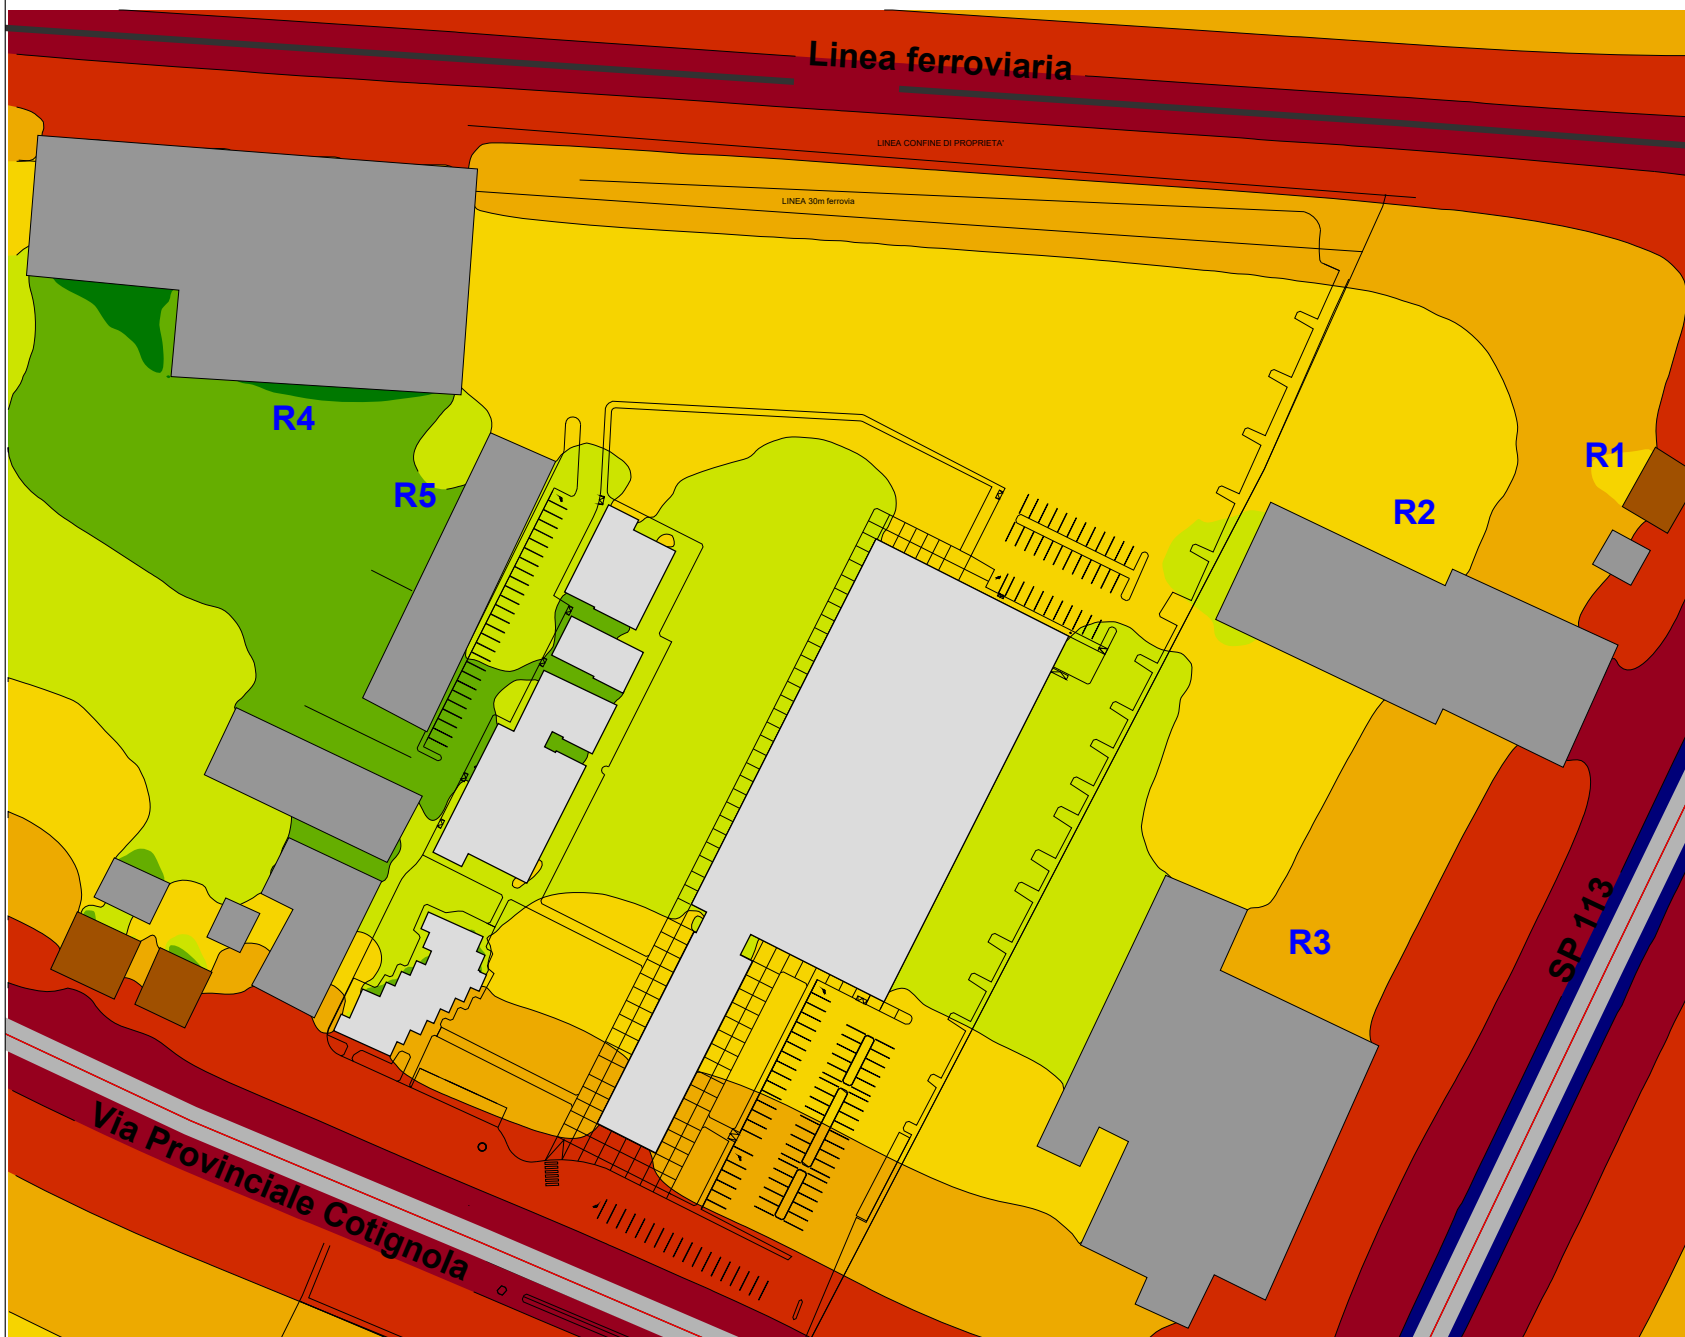 Linea ferroviaria
LINEA CONFINE DI PROPRIETA'
LINEA 30m ferrovia
R4
R1
R5
R2
R3
SP 113
Via Provinciale Cotignola